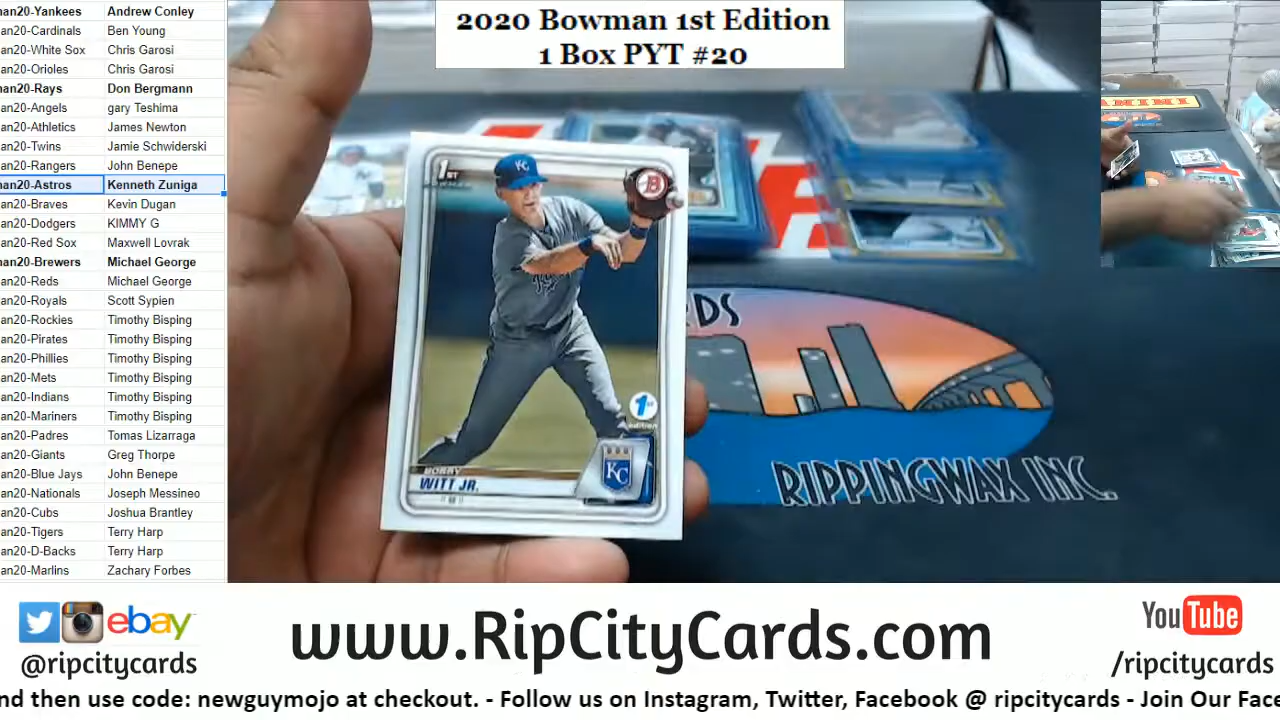 2020 Bowman 1st Edition
1 Box PYT #20
nan20-Yankees Andrew Conley
an20-Cardinals Ben Young
an20-White Sox Chris Garosi
an20-Orioles Chris Garosi
nan20-Rays Don Bergmann
an20-Angels gary Teshima
an20-Athletics James Newton
an20-Twins Jamie Schwiderski
an20-Rangers John Benepe
nan20-Astros Kenneth Zuniga
an20-Braves Kevin Dugan
an20-Dodgers KIMMY G
an20-Red Sox Maxwell Lovrak
nan20-Brewers Michael George
an20-Reds Michael George
an20-Royals Scott Sypien
an20-Rockies Timothy Bisping
an20-Pirates Timothy Bisping
an20-Phillies Timothy Bisping
an20-Mets Timothy Bisping
an20-Indians Timothy Bisping
an20-Mariners Timothy Bisping
an20-Padres Tomas Lizarraga
an20-Giants Greg Thorpe
an20-Blue Jays John Benepe
an20-Nationals Joseph Messineo
an20-Cubs Joshua Brantley
an20-Tigers Terry Harp
an20-D-Backs Terry Harp
an20-Marlins Zachary Forbes
1ST
KC
B
1st
edition
KC
BOBBY
WITT JR.
RDS
RIPPINGWAX INC.
PANINI
ebay
@ripcitycards
www.RipCityCards.com
YouTube
/ripcitycards
nd then use code: newguymojo at checkout. - Follow us on Instagram, Twitter, Facebook @ ripcitycards - Join Our Face